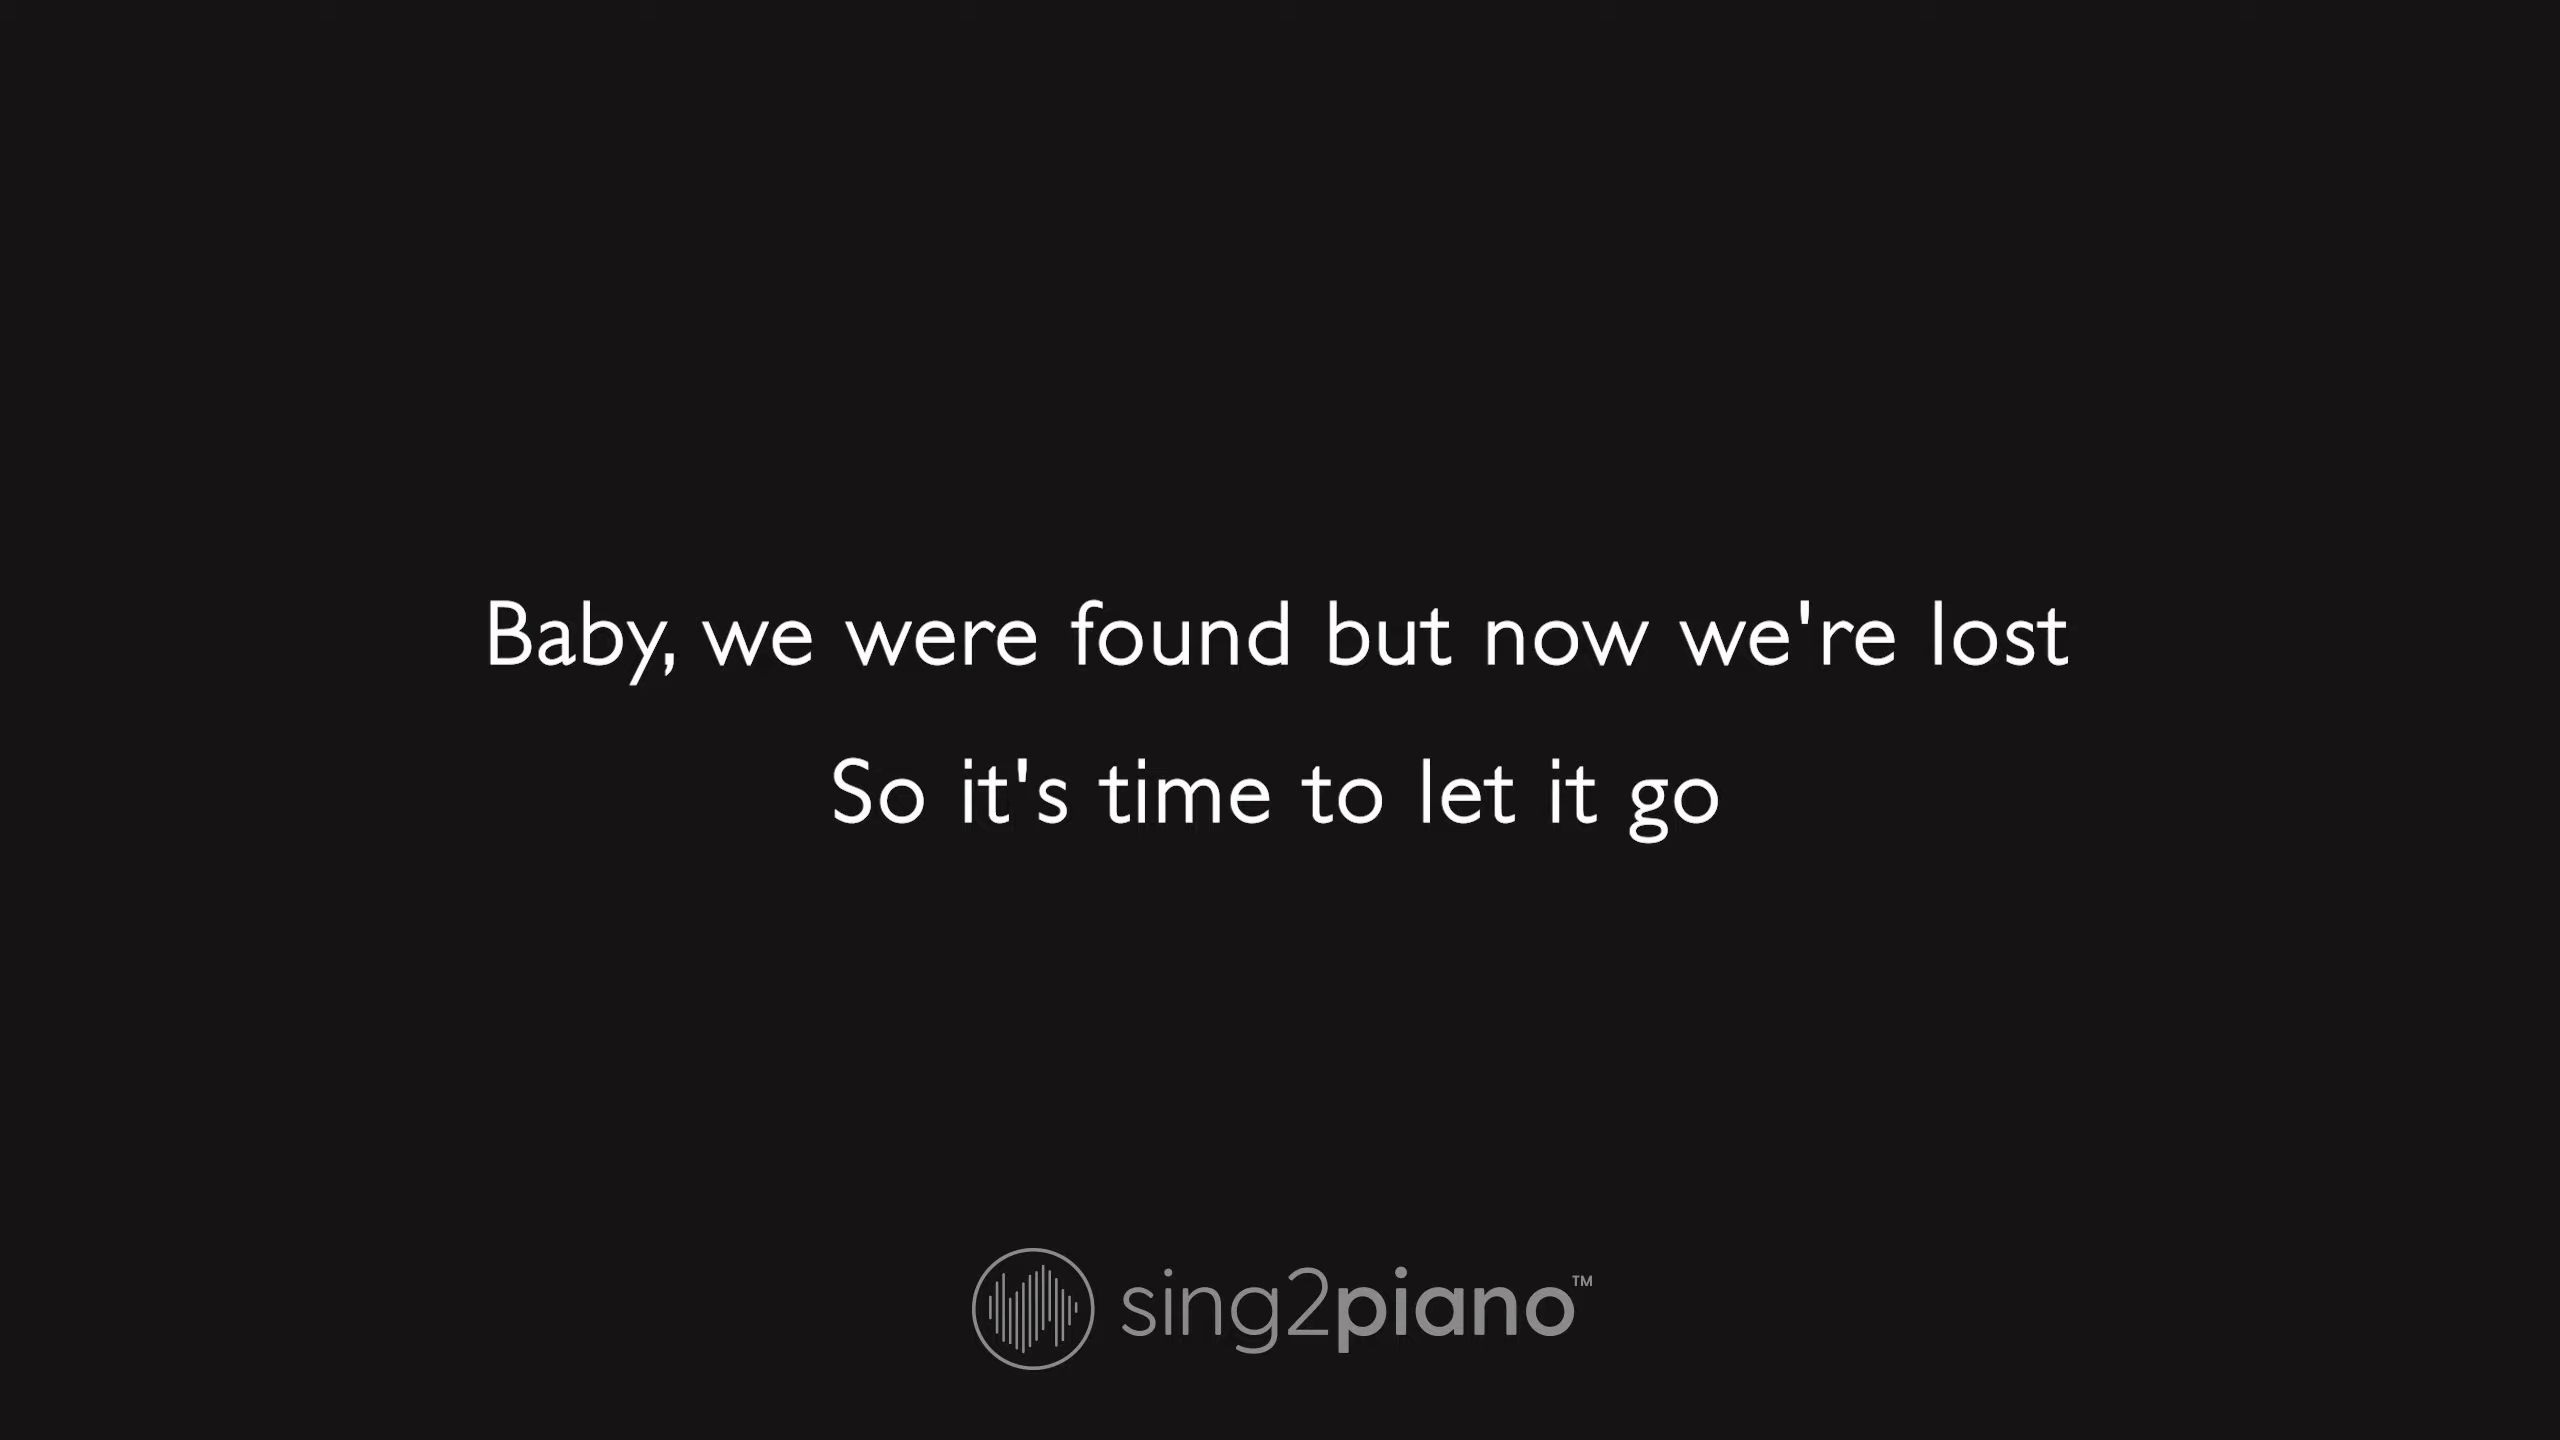 Baby, we were found but now we're lost
So it's time to let it go
sing2piano™